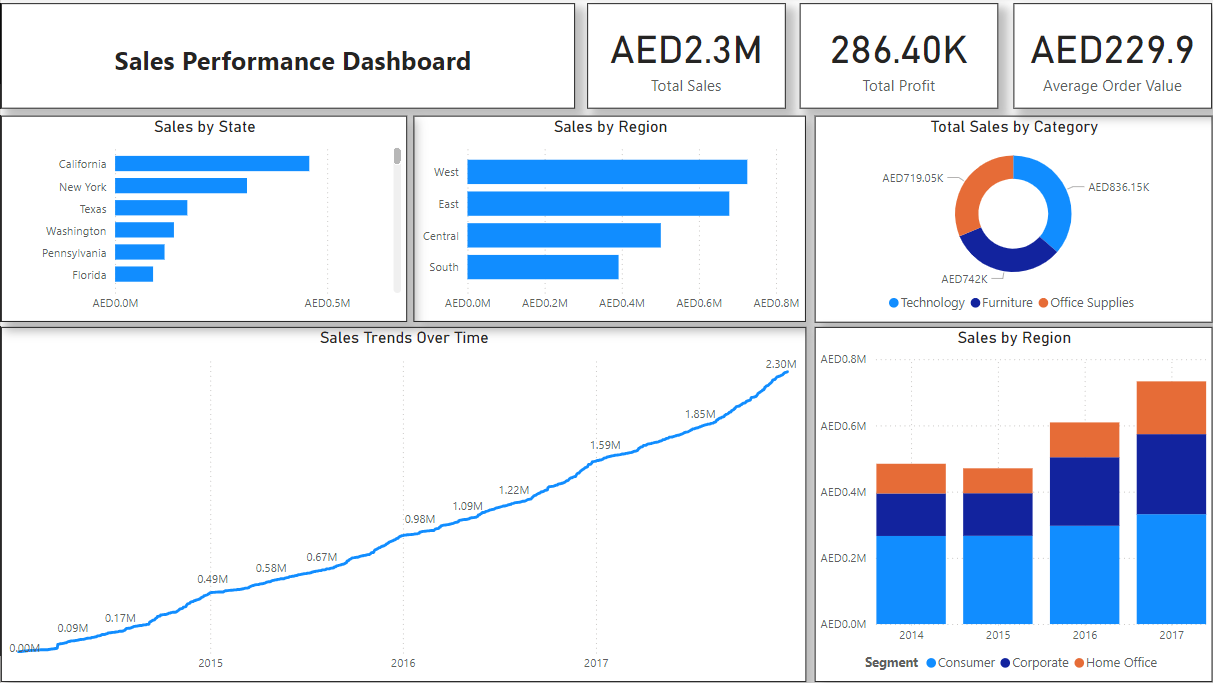 Sales Performance Dashboard
AED2.3M
Total Sales
286.40K
Total Profit
AED229.9
Average Order Value
Sales by State
California
New York
Texas
Washington
Pennsylvania
Florida
AED0.0M AED0.5M
Sales by Region
West
East
Central
South
AED0.0M AED0.2M AED0.4M AED0.6M AED0.8M
Total Sales by Category
AED719.05K
AED836.15K
AED742K
Technology Furniture Office Supplies
Sales Trends Over Time
0.00M
0.09M
0.17M
0.49M
0.58M
0.67M
0.98M
1.09M
1.22M
1.59M
1.85M
2.30M
2015 2016 2017
Sales by Region
AED0.8M
AED0.6M
AED0.4M
AED0.2M
AED0.0M
2014 2015 2016 2017
Segment Consumer Corporate Home Office